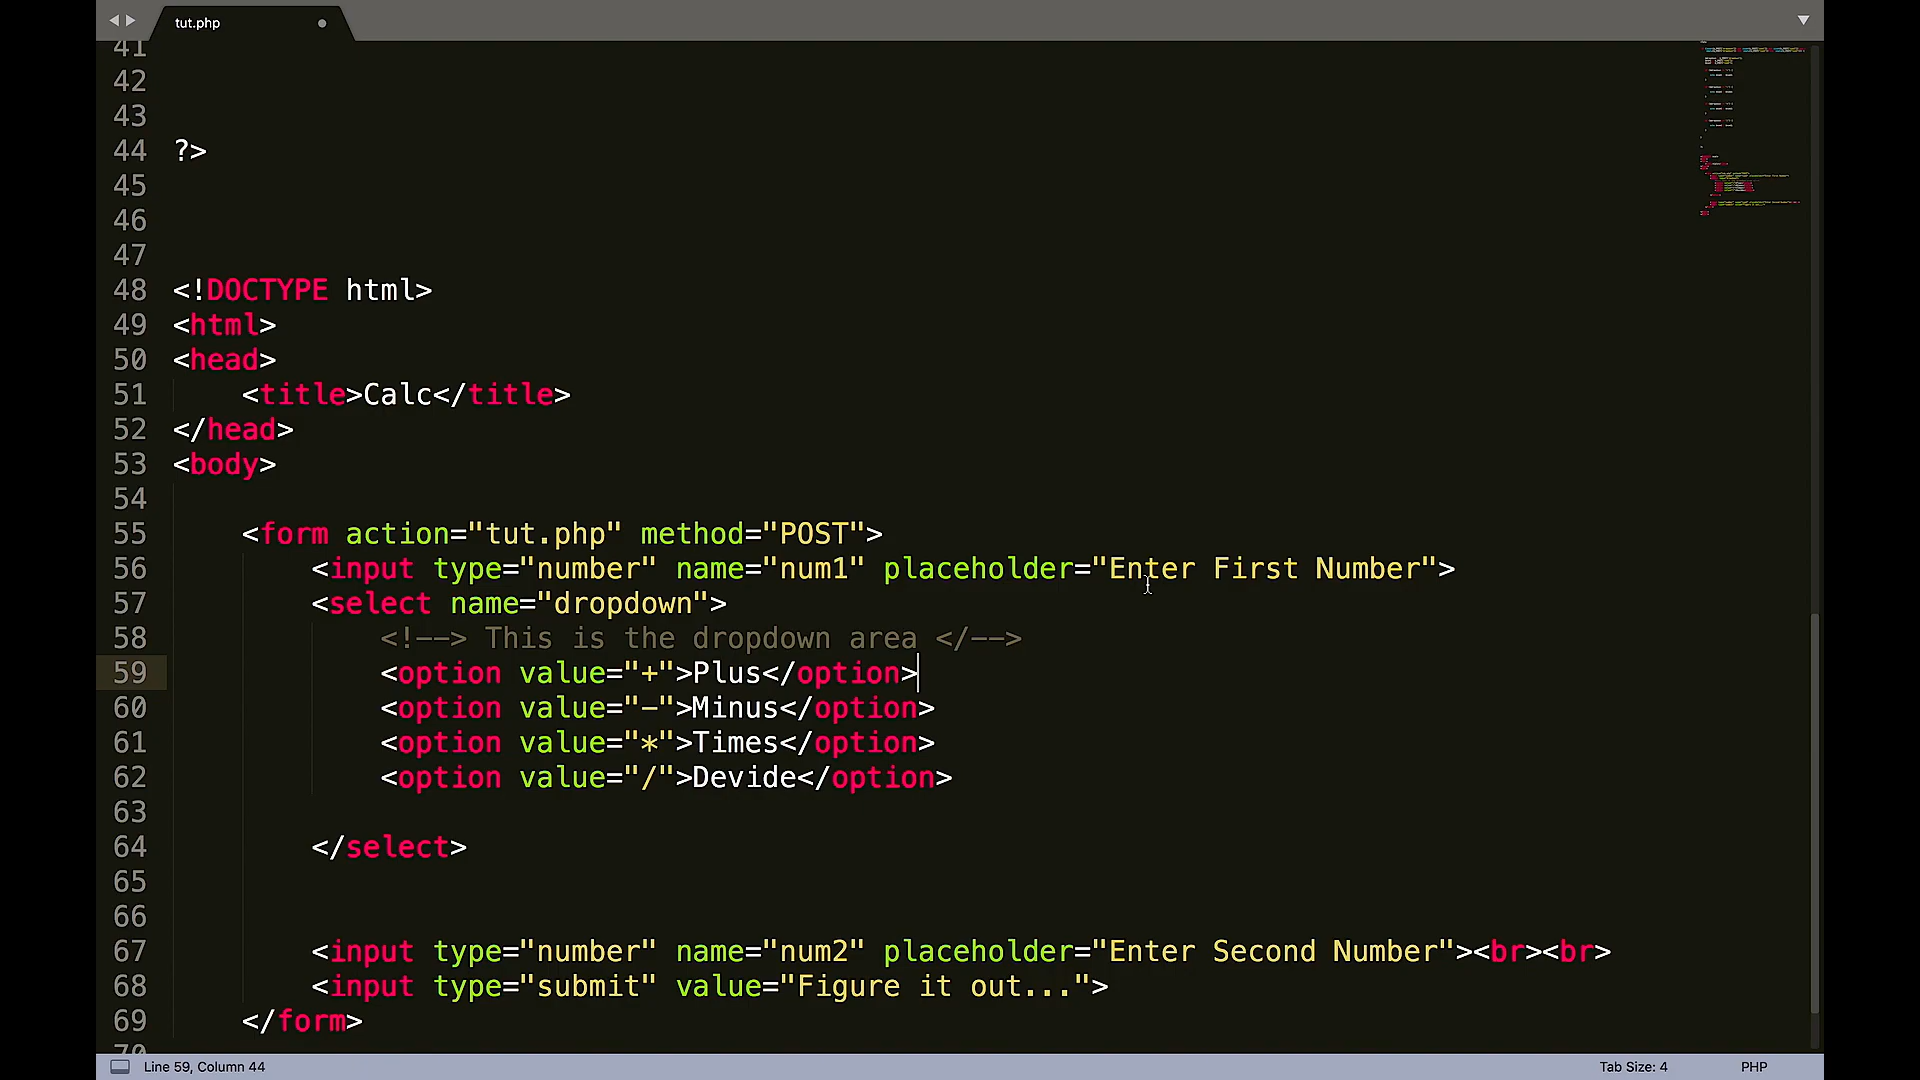 tut.php
41
42
43
44 ?>
45
46
47
48 <!DOCTYPE html>
49 <html>
50 <head>
51 <title>Calc</title>
52 </head>
53 <body>
54
55 <form action="tut.php" method="POST">
56 <input type="number" name="num1" placeholder="Enter First Number">
57 <select name="dropdown">
58 <!--> This is the dropdown area </-->
59 <option value="+">Plus</option>
60 <option value="-">Minus</option>
61 <option value="*">Times</option>
62 <option value="/">Devide</option>
63
64 </select>
65
66
67 <input type="number" name="num2" placeholder="Enter Second Number"><br><br>
68 <input type="submit" value="Figure it out...">
69 </form>
70
Line 59, Column 44 Tab Size: 4 PHP